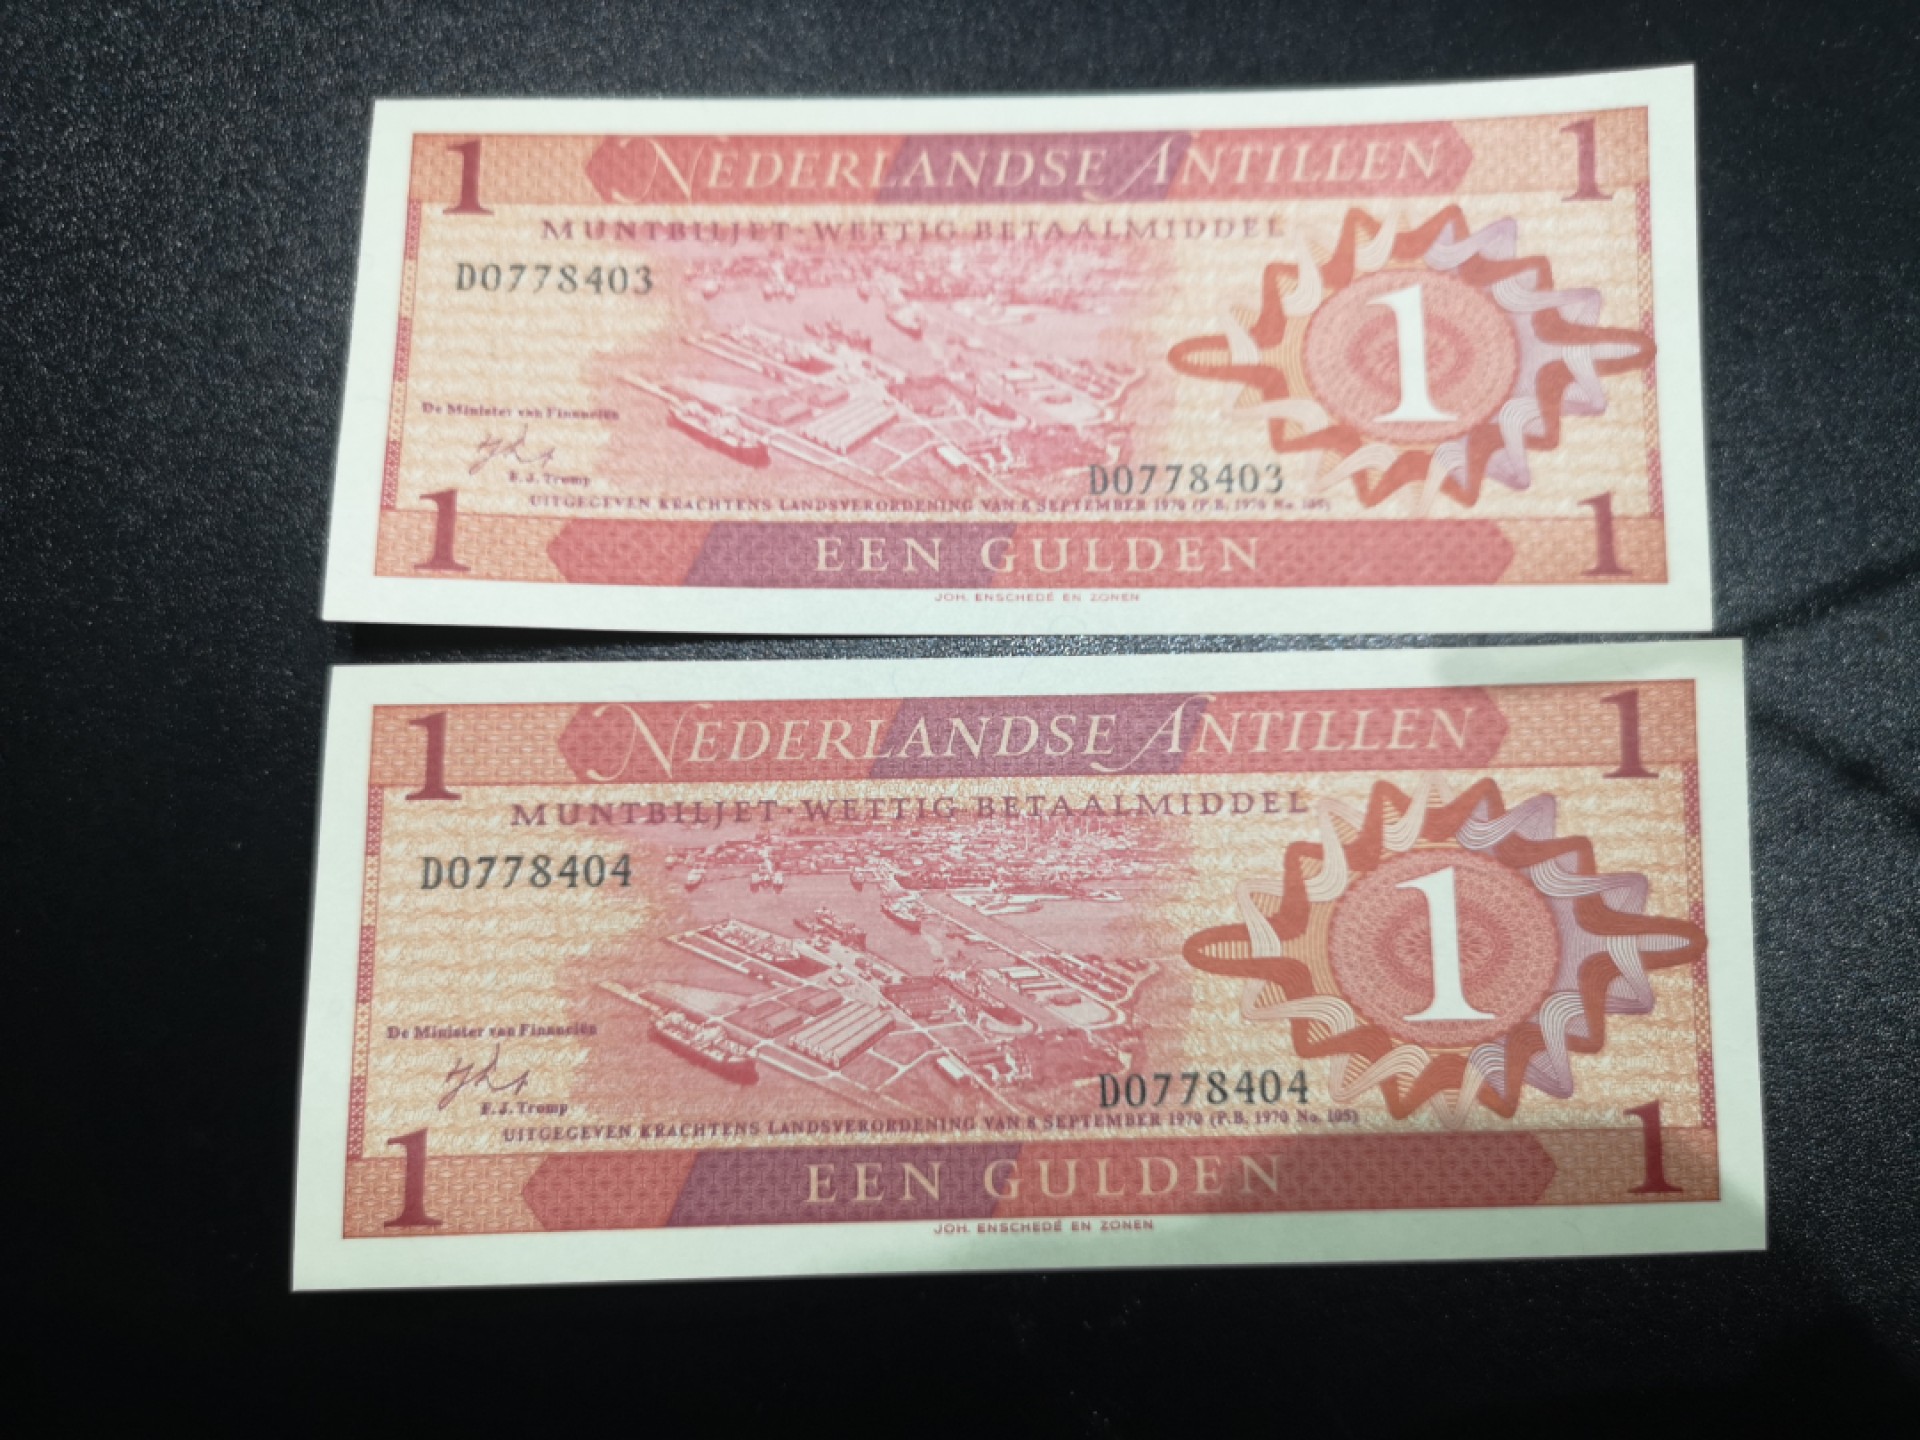 1 NEDERLANDSE ANTILLEN 1
MUNTBILJET·WETTIG BETAALMIDDEL
D0778403
1
De Minister van Financiën
E.J. Tromp
D0778403
UITGEGEVEN KRACHTENS LANDSVERORDENING VAN 8 SEPTEMBER 1970 (P.B. 1970 No. 105)
1 EEN GULDEN 1
JOH. ENSCHEDÉ EN ZONEN
1 NEDERLANDSE ANTILLEN 1
MUNTBILJET·WETTIG BETAALMIDDEL
D0778404
1
De Minister van Financiën
E.J. Tromp
D0778404
UITGEGEVEN KRACHTENS LANDSVERORDENING VAN 8 SEPTEMBER 1970 (P.B. 1970 No. 105)
1 EEN GULDEN 1
JOH. ENSCHEDÉ EN ZONEN